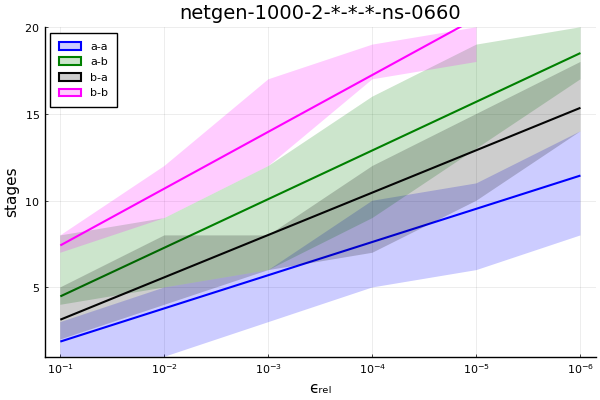 netgen-1000-2-*-*-*-ns-0660
a-a
a-b
b-a
b-b
stages
20
15
10
5
10⁻¹ 10⁻² 10⁻³ 10⁻⁴ 10⁻⁵ 10⁻⁶
ϵᵣₑₗ